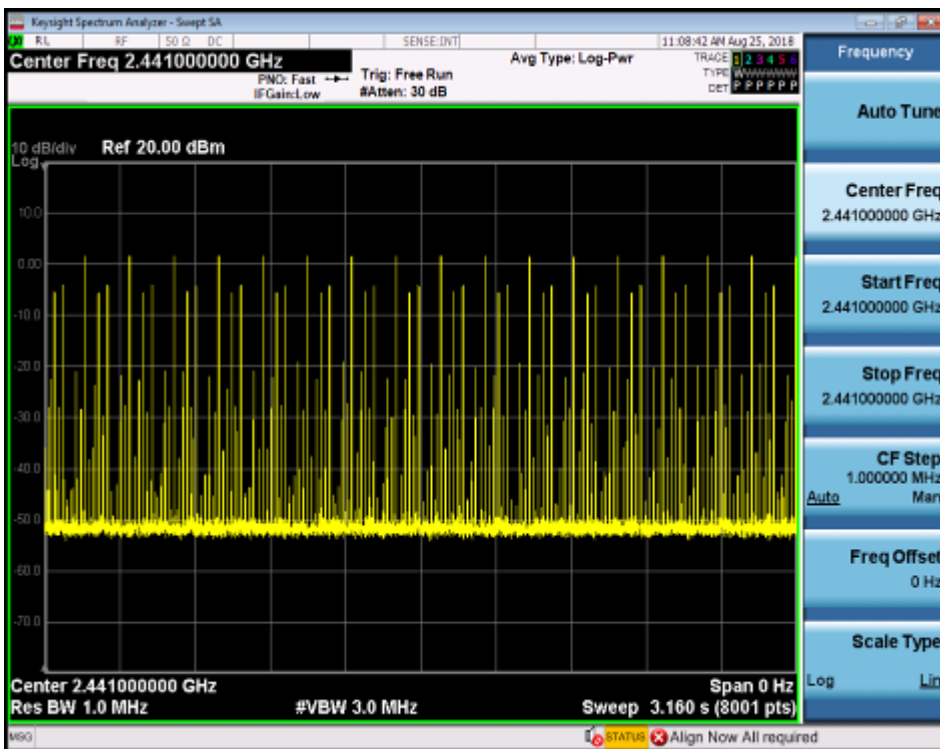 Keysight Spectrum Analyzer - Swept SA
RL RF 50 Ω DC SENSE:INT 11:08:42 AM Aug 25, 2018
Center Freq 2.441000000 GHz
Avg Type: Log-Pwr
TRACE 1 2 3 4 5 6
PNO: Fast Trig: Free Run
TYPE WWWWWW
IFGain:Low #Atten: 30 dB
DET P P P P P P
10 dB/div Ref 20.00 dBm
Log
10.0
0.00
-10.0
-20.0
-30.0
-40.0
-50.0
-60.0
-70.0
Center 2.441000000 GHz Span 0 Hz
Res BW 1.0 MHz #VBW 3.0 MHz Sweep 3.160 s (8001 pts)
MSG STATUS Align Now All required
Frequency
Auto Tune
Center Freq
2.441000000 GHz
Start Freq
2.441000000 GHz
Stop Freq
2.441000000 GHz
CF Step
1.000000 MHz
Auto Man
Freq Offset
0 Hz
Scale Type
Log Lin